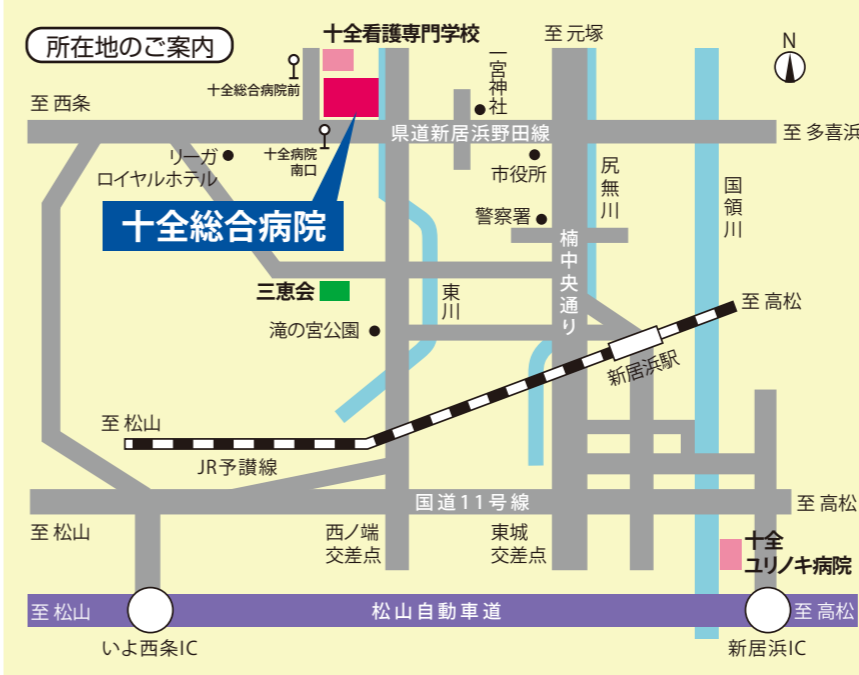 所在地のご案内
十全看護専門学校
一宮神社
至 元塚
N
十全総合病院前
至 西条
県道新居浜野田線
至 多喜浜
リーガ
ロイヤルホテル
十全病院
南口
市役所
尻無川
国領川
警察署
十全総合病院
楠中央通り
三恵会
東川
滝の宮公園
至 高松
新居浜駅
至 松山
JR予讃線
国道11号線
至 高松
至 松山
西ノ端
交差点
東城
交差点
十全
ユリノキ病院
至 松山
松山自動車道
至 高松
いよ西条IC
新居浜IC